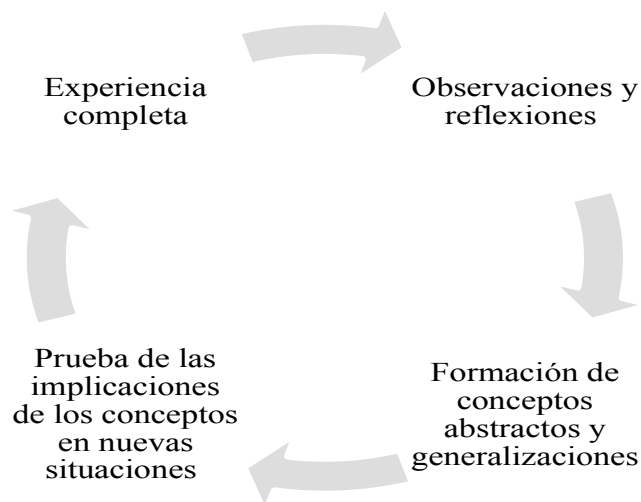 Experiencia
completa
Observaciones y
reflexiones
Formación de
conceptos
abstractos y
generalizaciones
Prueba de las
implicaciones
de los conceptos
en nuevas
situaciones